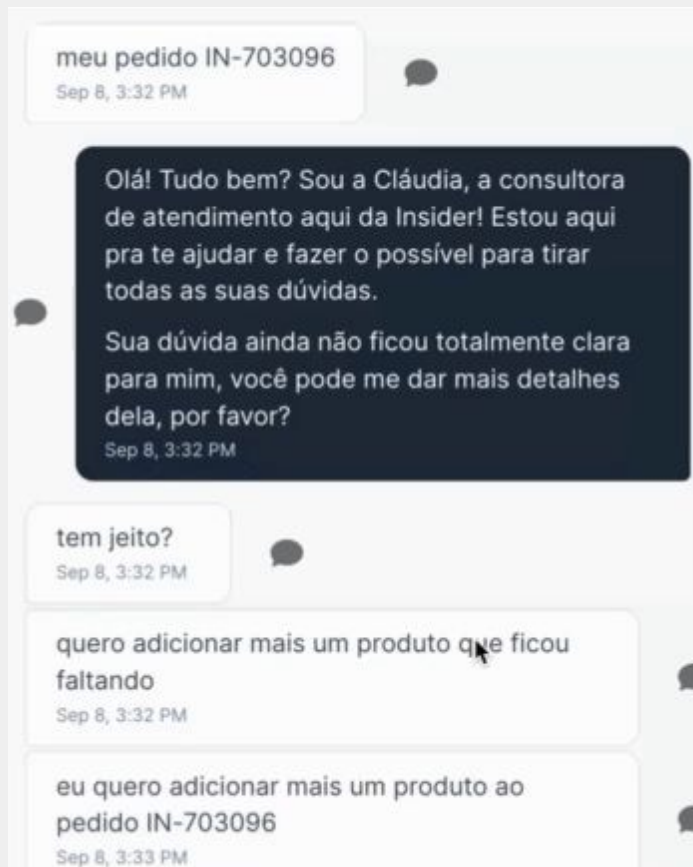 meu pedido IN-703096
Sep 8, 3:32 PM
Olá! Tudo bem? Sou a Cláudia, a consultora
de atendimento aqui da Insider! Estou aqui
pra te ajudar e fazer o possível para tirar
todas as suas dúvidas.
Sua dúvida ainda não ficou totalmente clara
para mim, você pode me dar mais detalhes
dela, por favor?
Sep 8, 3:32 PM
tem jeito?
Sep 8, 3:32 PM
quero adicionar mais um produto que ficou
faltando
Sep 8, 3:32 PM
eu quero adicionar mais um produto ao
pedido IN-703096
Sep 8, 3:33 PM